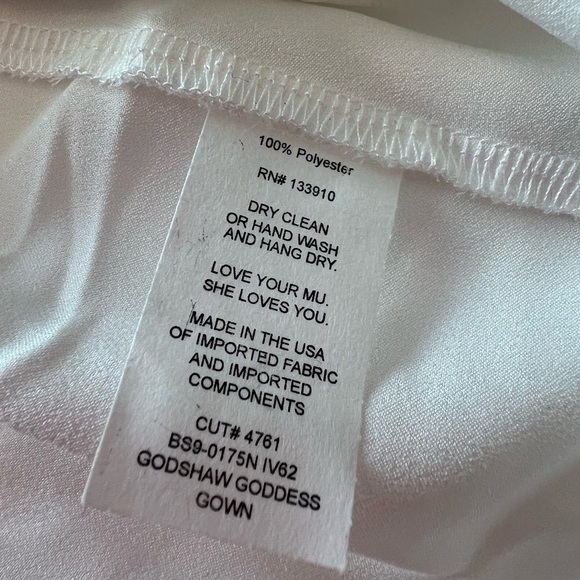 100% Polyester
RN# 133910
DRY CLEAN
OR HAND WASH
AND HANG DRY.
LOVE YOUR MU.
SHE LOVES YOU.
MADE IN THE USA
OF IMPORTED FABRIC
AND IMPORTED
COMPONENTS
CUT# 4761
BS9-0175N IV62
GODSHAW GODDESS
GOWN